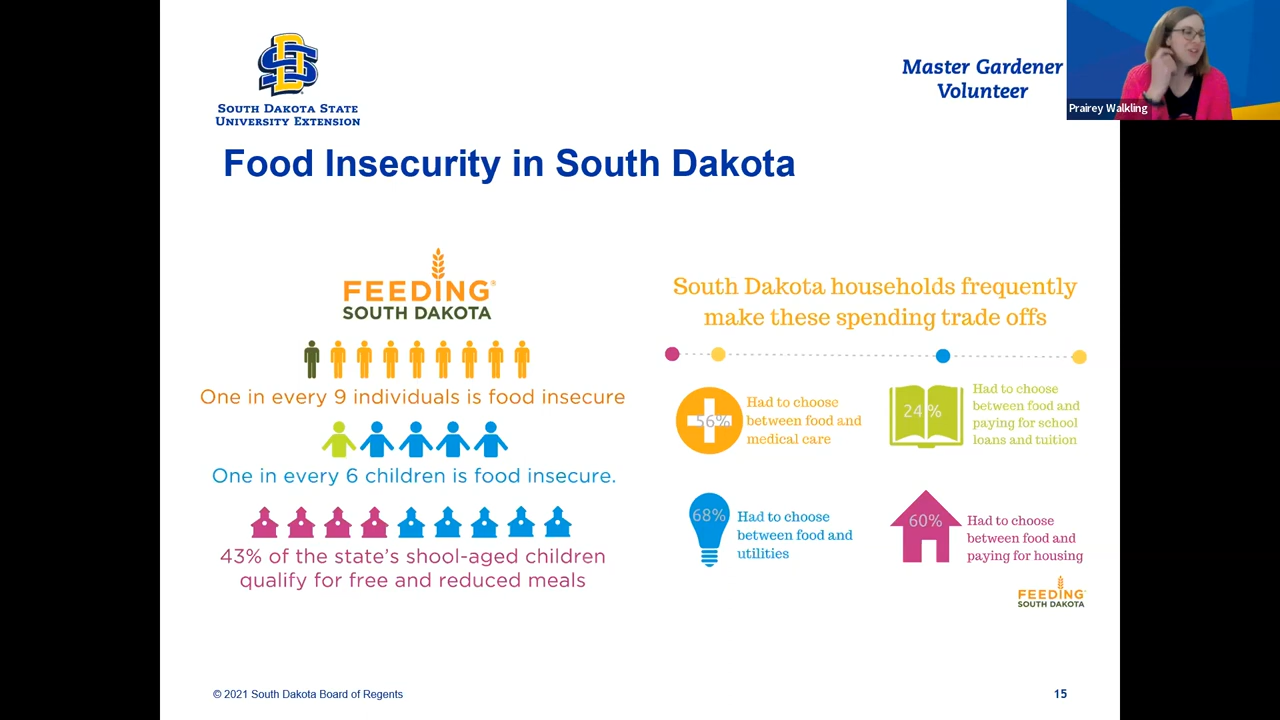 SOUTH DAKOTA STATE
UNIVERSITY EXTENSION
Master Gardener
Volunteer
Prairey Walkling
Food Insecurity in South Dakota
FEEDING®
SOUTH DAKOTA
One in every 9 individuals is food insecure
One in every 6 children is food insecure.
43% of the state's shool-aged children
qualify for free and reduced meals
South Dakota households frequently
make these spending trade offs
56%
Had to choose
between food and
medical care
24%
Had to choose
between food and
paying for school
loans and tuition
68%
Had to choose
between food and
utilities
60%
Had to choose
between food and
paying for housing
FEEDING
SOUTH DAKOTA
© 2021 South Dakota Board of Regents
15